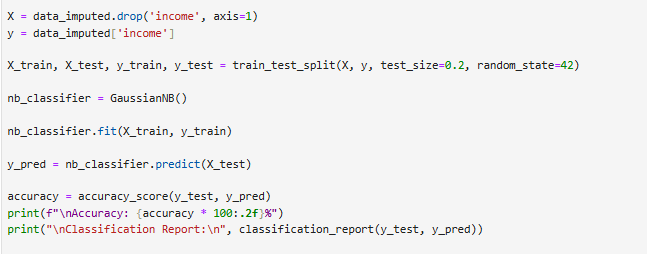 X = data_imputed.drop('income', axis=1)
y = data_imputed['income']
X_train, X_test, y_train, y_test = train_test_split(X, y, test_size=0.2, random_state=42)
nb_classifier = GaussianNB()
nb_classifier.fit(X_train, y_train)
y_pred = nb_classifier.predict(X_test)
accuracy = accuracy_score(y_test, y_pred)
print(f"\nAccuracy: {accuracy * 100:.2f}%")
print("\nClassification Report:\n", classification_report(y_test, y_pred))